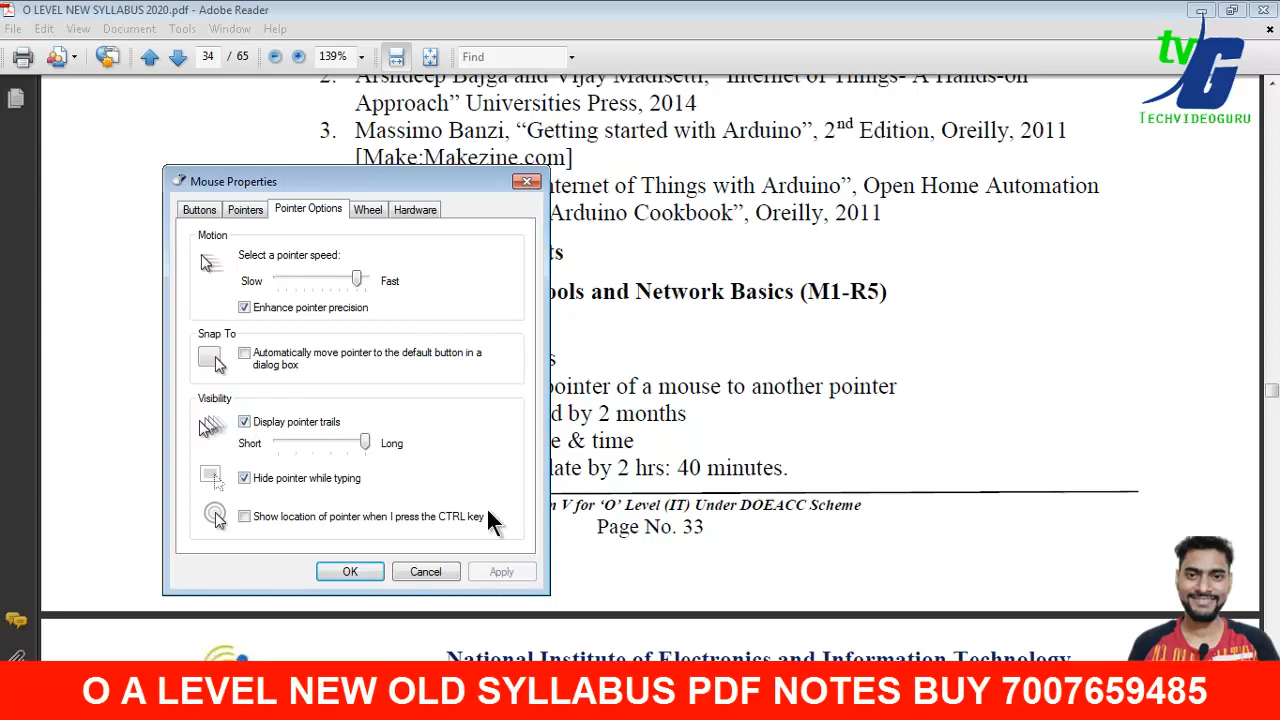 O LEVEL NEW SYLLABUS 2020.pdf - Adobe Reader
File Edit View Document Tools Window Help
34 / 65 139% Find
tv G
TECHVIDEOGURU
2. Arshdeep Bajga and Vijay Madisetti, "Internet of Things- A Hands-on
Approach" Universities Press, 2014
3. Massimo Banzi, “Getting started with Arduino”, 2nd Edition, Oreilly, 2011
[Make:Makezine.com]
nternet of Things with Arduino”, Open Home Automation
Arduino Cookbook”, Oreilly, 2011
ts
ools and Network Basics (M1-R5)
s
pointer of a mouse to another pointer
d by 2 months
e & time
late by 2 hrs: 40 minutes.
n V for ‘O’ Level (IT) Under DOEACC Scheme
Page No. 33
Mouse Properties
Buttons Pointers Pointer Options Wheel Hardware
Motion
Select a pointer speed:
Slow Fast
Enhance pointer precision
Snap To
Automatically move pointer to the default button in a
dialog box
Visibility
Display pointer trails
Short Long
Hide pointer while typing
Show location of pointer when I press the CTRL key
OK Cancel Apply
National Institute of Electronics and Information Technology
O A LEVEL NEW OLD SYLLABUS PDF NOTES BUY 7007659485